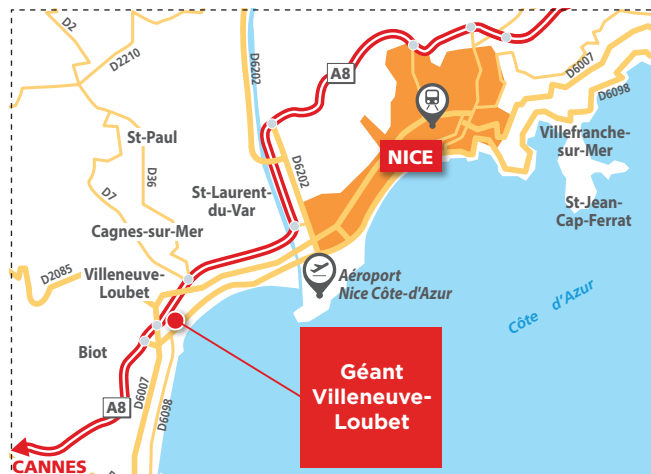 D2
D2210
D6202
A8
D6007
D6098
St-Paul
D36
D6202
NICE
Villefranche-
sur-Mer
D7
St-Laurent-
du-Var
St-Jean-
Cap-Ferrat
Cagnes-sur-Mer
D2085
Villeneuve-
Loubet
Aéroport
Nice Côte-d'Azur
Côte d'Azur
Biot
Géant
Villeneuve-
Loubet
D6007
D6098
A8
CANNES